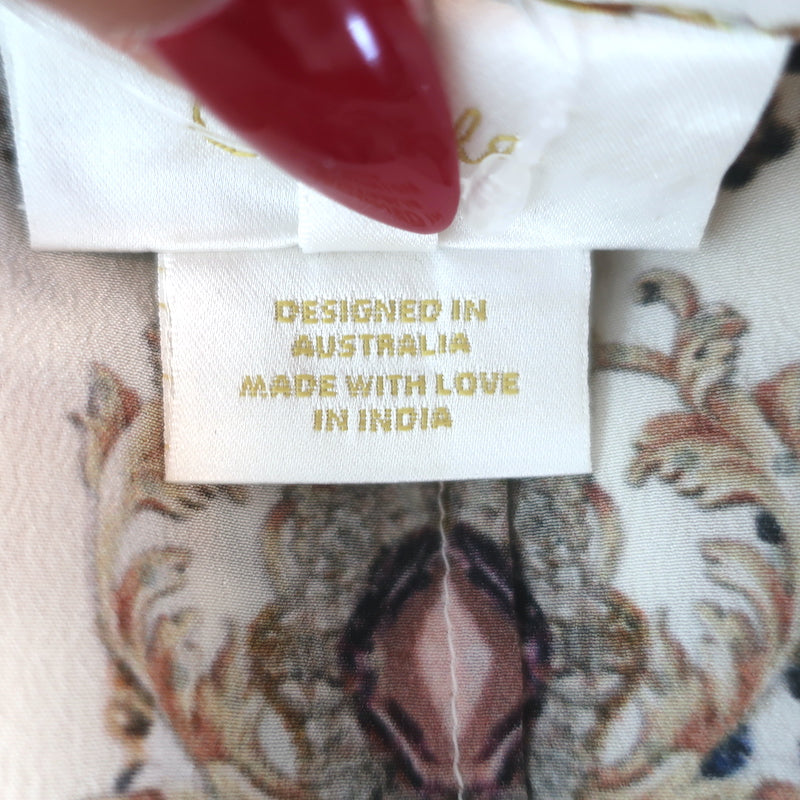 DESIGNED IN
AUSTRALIA
MADE WITH LOVE
IN INDIA